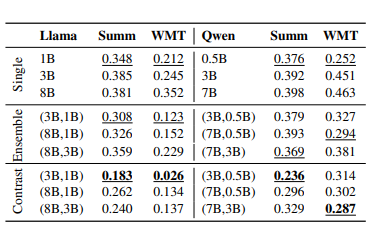 Llama Summ WMT Qwen Summ WMT
Single
1B 0.348 0.212 0.5B 0.376 0.252
3B 0.385 0.245 3B 0.392 0.451
8B 0.381 0.352 7B 0.398 0.463
Ensemble
(3B,1B) 0.308 0.123 (3B,0.5B) 0.379 0.327
(8B,1B) 0.326 0.152 (7B,0.5B) 0.393 0.294
(8B,3B) 0.359 0.229 (7B,3B) 0.369 0.381
Contrast
(3B,1B) 0.183 0.026 (3B,0.5B) 0.236 0.314
(8B,1B) 0.262 0.134 (7B,0.5B) 0.296 0.302
(8B,3B) 0.240 0.137 (7B,3B) 0.329 0.287